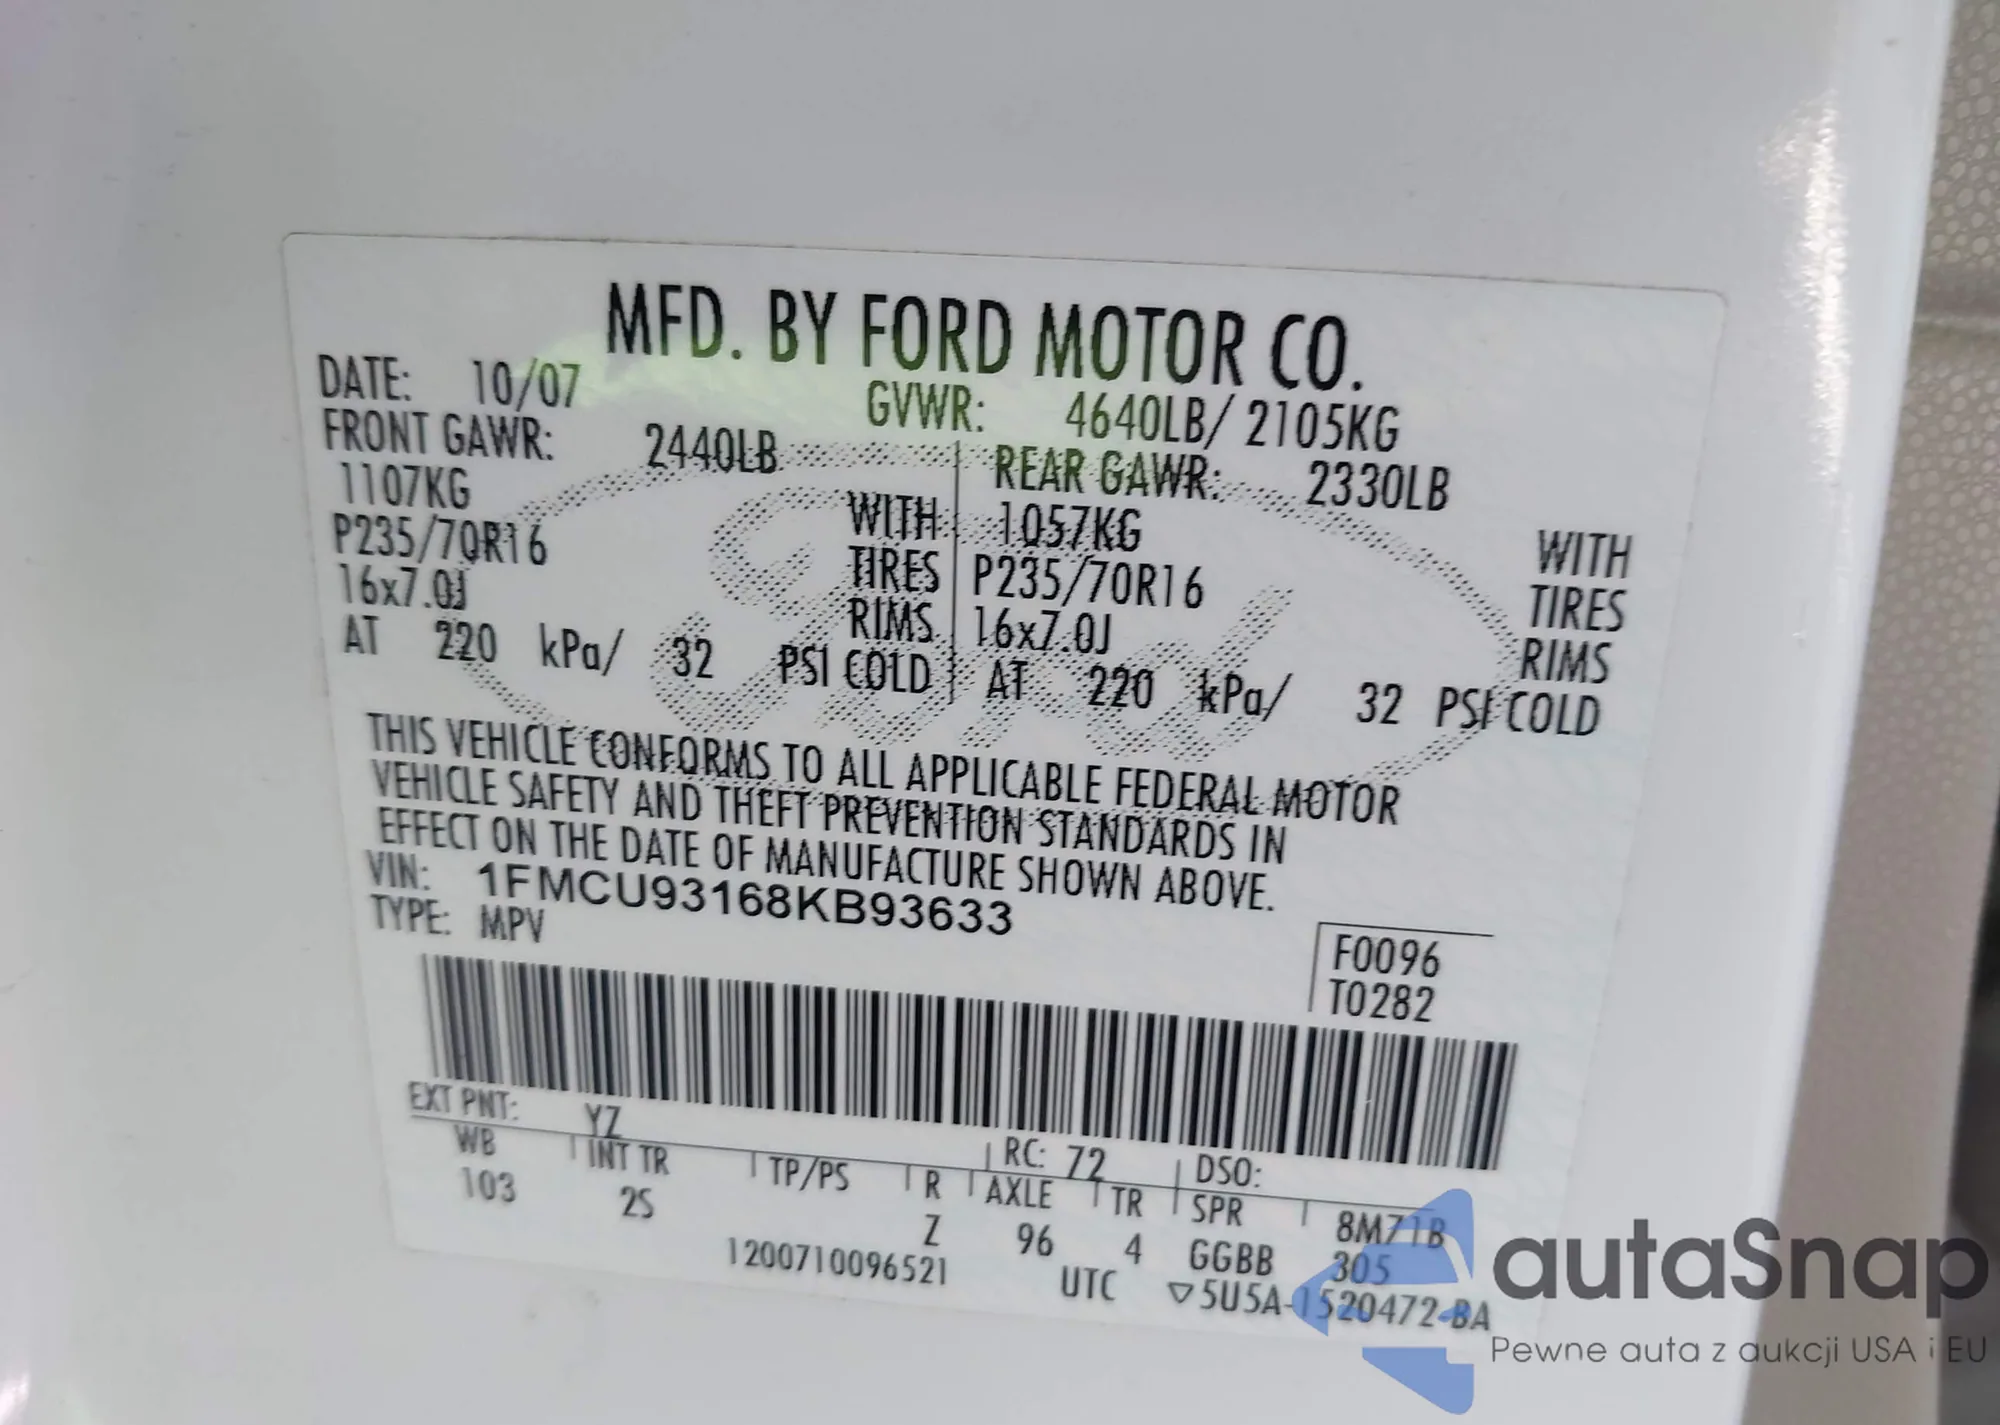 MFD. BY FORD MOTOR CO.
DATE: 10/07 GVWR: 4640LB/ 2105KG
FRONT GAWR: 2440LB REAR GAWR: 2330LB
1107KG WITH 1057KG WITH
P235/70R16 TIRES P235/70R16 TIRES
16x7.0J RIMS 16x7.0J RIMS
AT 220 kPa/ 32 PSI COLD AT 220 kPa/ 32 PSI COLD
THIS VEHICLE CONFORMS TO ALL APPLICABLE FEDERAL MOTOR
VEHICLE SAFETY AND THEFT PREVENTION STANDARDS IN
EFFECT ON THE DATE OF MANUFACTURE SHOWN ABOVE.
VIN: 1FMCU93168KB93633
TYPE: MPV
F0096
T0282
EXT PNT: YZ RC: 72 DSO:
WB INT TR TP/PS R AXLE TR SPR 8M71B
103 2S Z 96 4 GGBB 305
1200710096521 UTC ▽5U5A-1520472-BA
Ford
autaSnap
Pewne auta z aukcji USA i EU